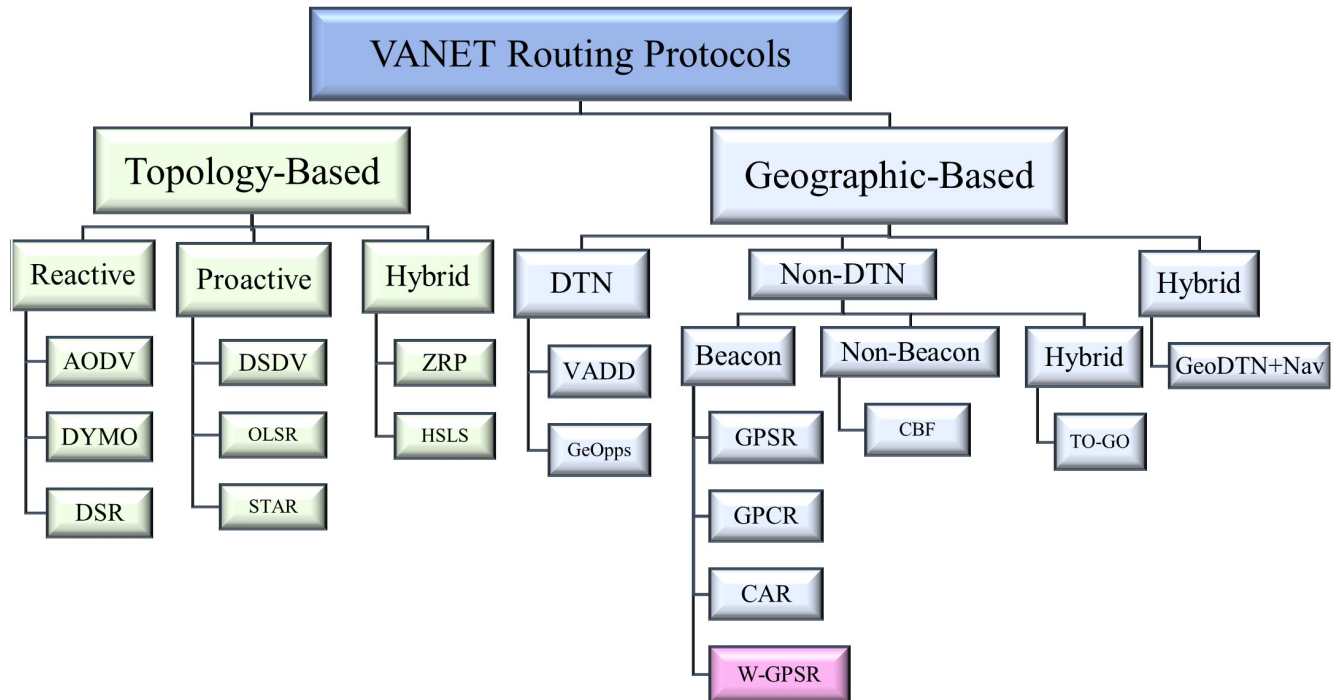 VANET Routing Protocols
Topology-Based
Geographic-Based
Reactive
Proactive
Hybrid
DTN
Non-DTN
Hybrid
AODV
DYMO
DSR
DSDV
OLSR
STAR
ZRP
HSLS
VADD
GeOpps
Beacon
Non-Beacon
Hybrid
GPSR
GPCR
CAR
W-GPSR
CBF
TO-GO
GeoDTN+Nav